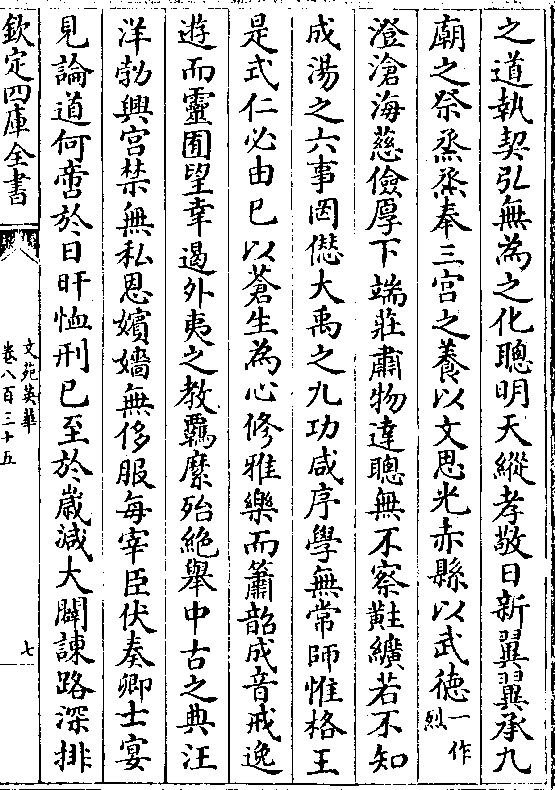 之道執契弘無為之化聰明天縱孝敬日新翼翼承九
廟之祭烝烝奉三宮之養以文思光赤縣以武徳一作烈
澄滄海慈儉厚下端莊肅物達聰無不察黈纊若不知
成湯之六事罔愆大禹之九功咸序學無常師惟格王
是式仁必由已以蒼生為心修雅樂而簫韶成音戒逸
遊而靈囿望幸遏外夷之教羈縻殆絶舉中古之典汪
洋勃興宮禁無私恩嬪嬙無侈服每宰臣伏奏卿士宴
見論道何啻於日旰恤刑已至於嵗減大闢諫路深排
欽定四庫全書
文苑英華
卷八百三十五
七